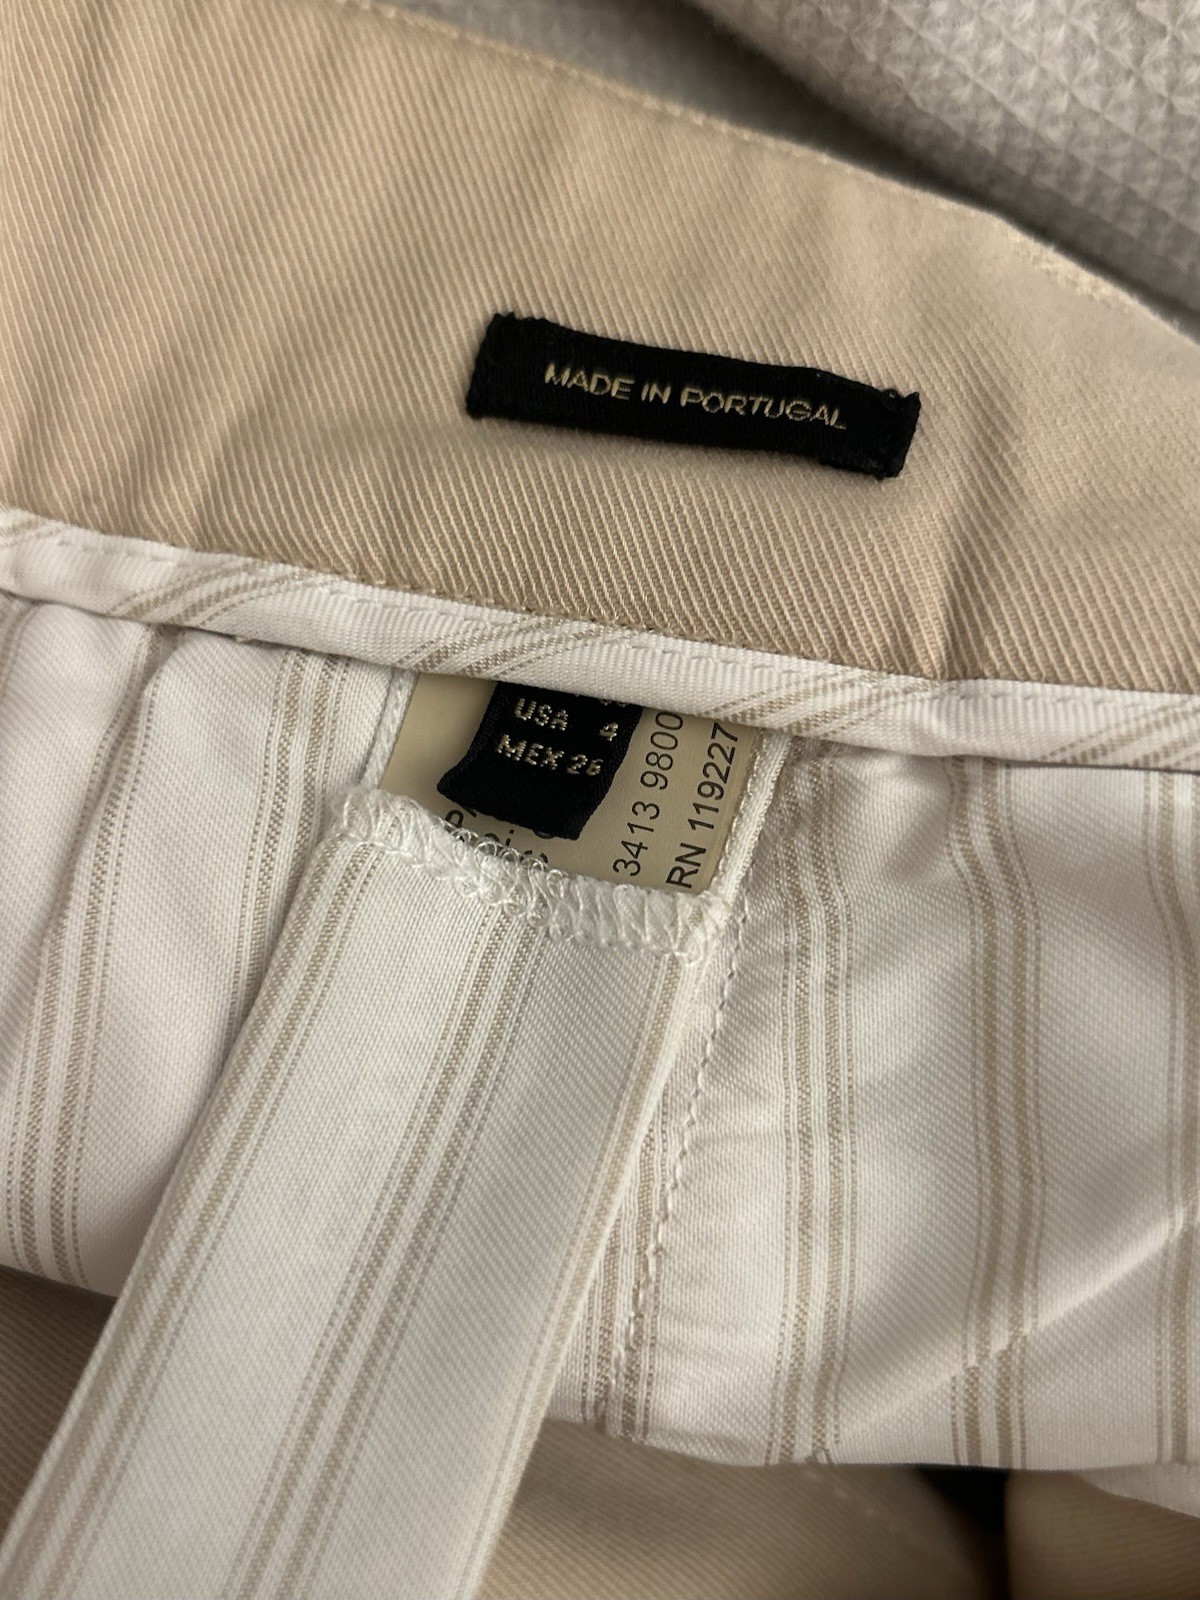 MADE IN PORTUGAL
USA 4
MEX 26
3413 9800
RN 119227